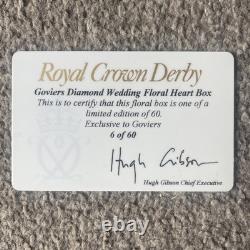 Royal Crown Derby
Goviers Diamond Wedding Floral Heart Box
This is to certify that this floral box is one of a
limited edition of 60.
Exclusive to Goviers
6 of 60
Hugh Gibson
Hugh Gibson Chief Executive